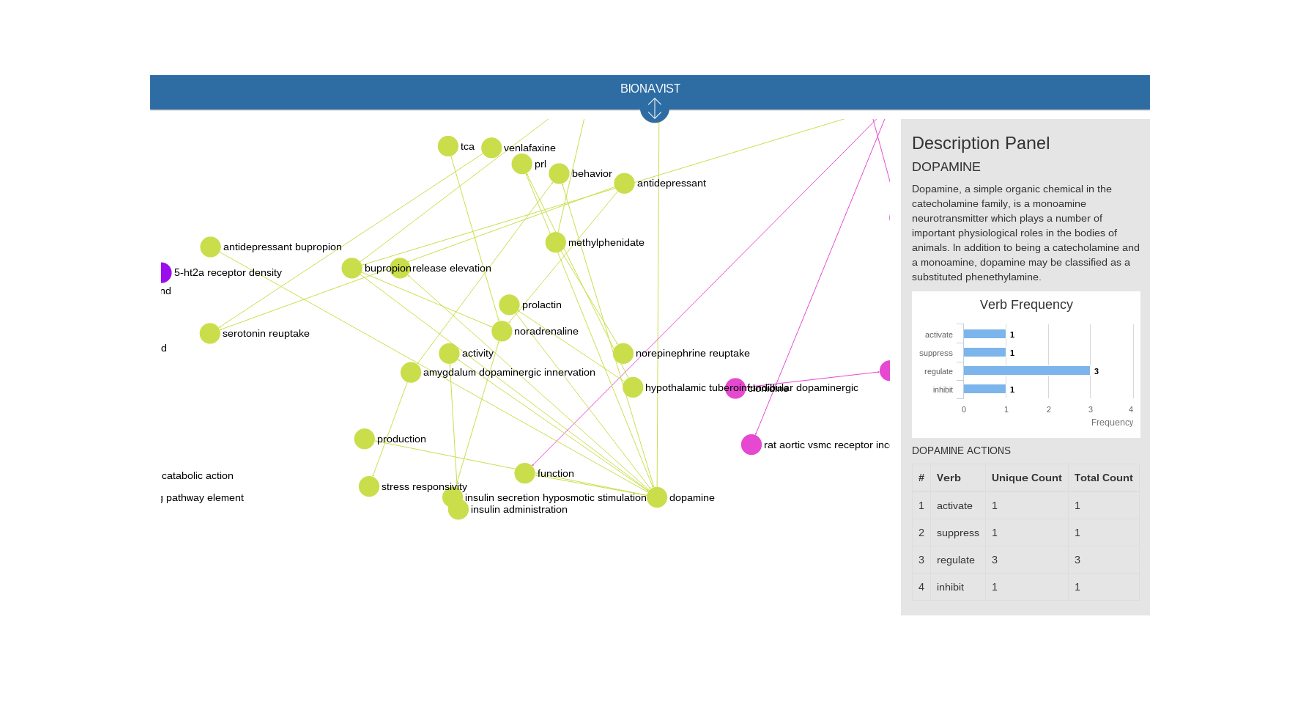 BIONAVIST
tca
venlafaxine
prl
behavior
antidepressant
methylphenidate
antidepressant bupropion
5-ht2a receptor density
nd
bupropion
release elevation
prolactin
serotonin reuptake
noradrenaline
d
activity
norepinephrine reuptake
amygdalum dopaminergic innervation
hypothalamic tuberoinfundibular dopaminergic
production
rat aortic vsmc receptor inc
catabolic action
function
stress responsivity
pathway element
insulin secretion hyposmotic stimulation
dopamine
insulin administration
Description Panel
DOPAMINE
Dopamine, a simple organic chemical in the
catecholamine family, is a monoamine
neurotransmitter which plays a number of
important physiological roles in the bodies of
animals. In addition to being a catecholamine and
a monoamine, dopamine may be classified as a
substituted phenethylamine.
Verb Frequency
activate 1
suppress 1
regulate 3
inhibit 1
0 1 2 3 4
Frequency
DOPAMINE ACTIONS
# Verb Unique Count Total Count
1 activate 1 1
2 suppress 1 1
3 regulate 3 3
4 inhibit 1 1